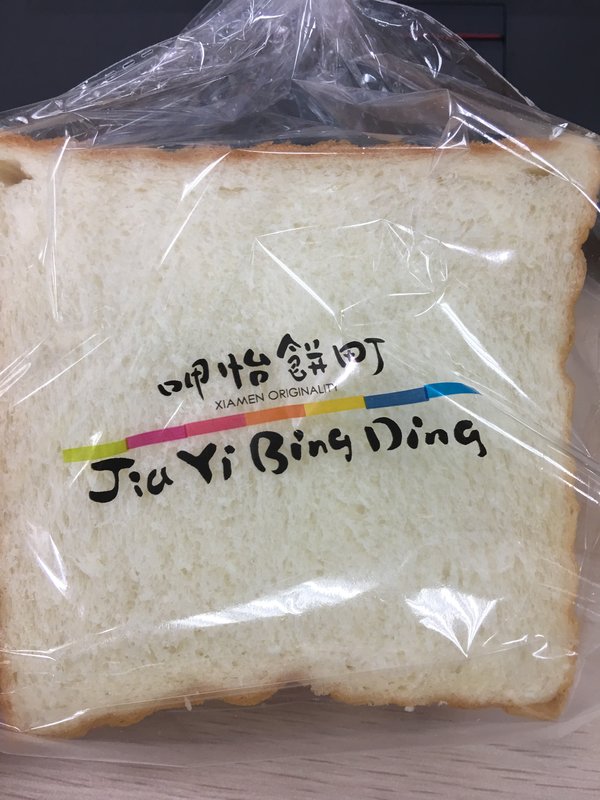 呷怡餅町
XIAMEN ORIGINALITY
Jia Yi Bing Ding